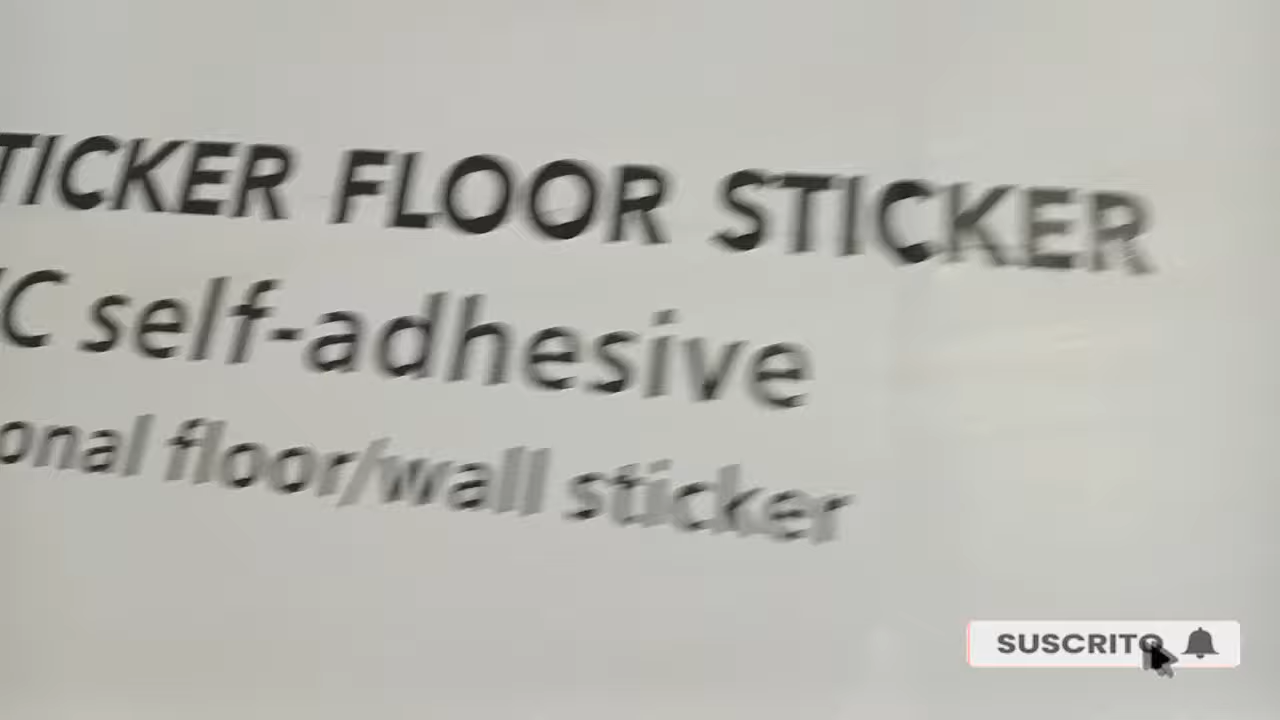 TICKER FLOOR STICKER
C self-adhesive
onal floor/wall sticker
SUSCRITO